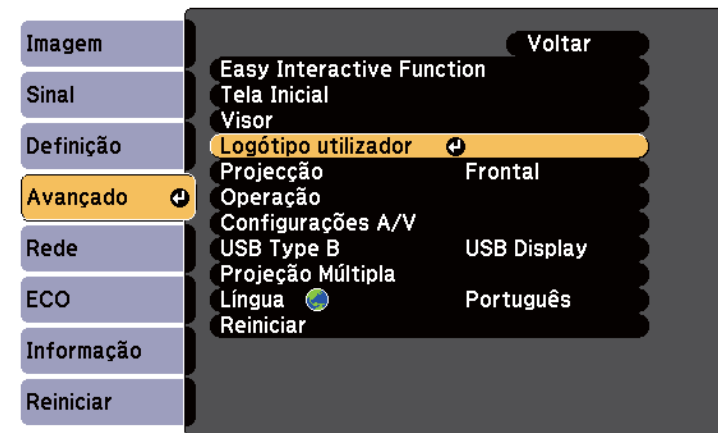 Imagem
Sinal
Definição
Avançado
Rede
ECO
Informação
Reiniciar
Voltar
Easy Interactive Function
Tela Inicial
Visor
Logótipo utilizador
Projecção Frontal
Operação
Configurações A/V
USB Type B USB Display
Projeção Múltipla
Língua Português
Reiniciar